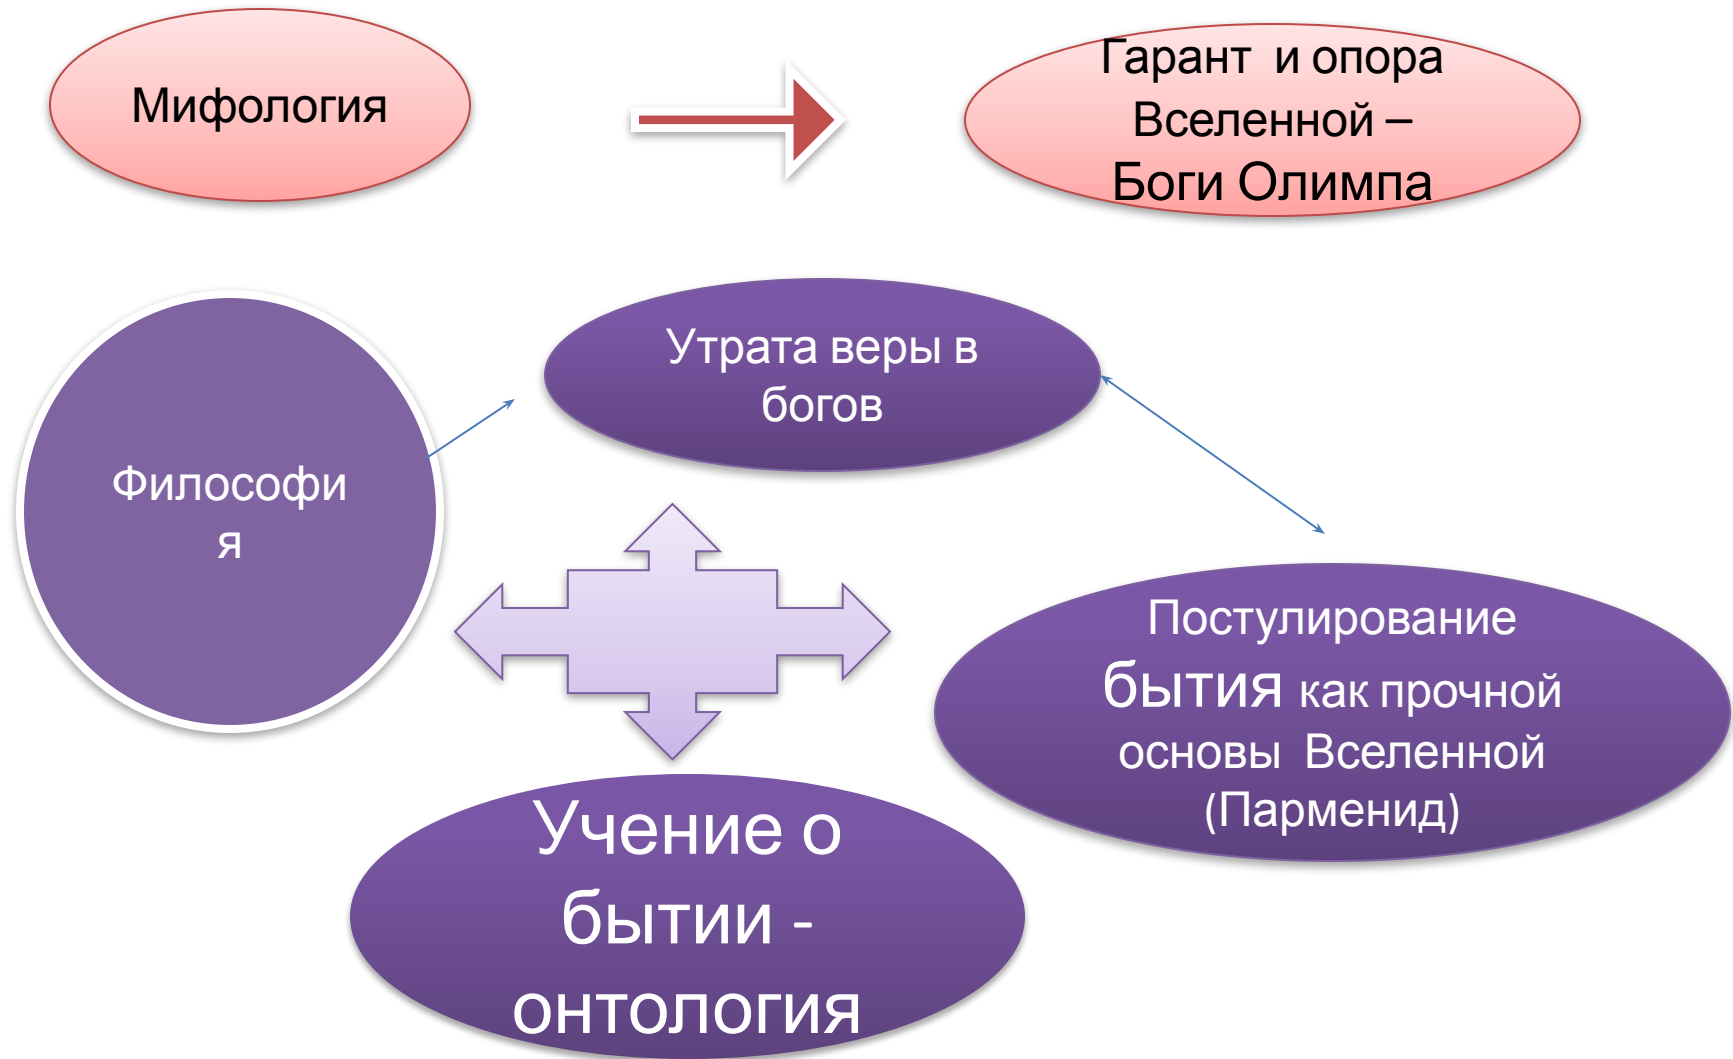 Мифология
Гарант и опора
Вселенной –
Боги Олимпа
Утрата веры в
богов
Философи
я
Постулирование
бытия как прочной
основы Вселенной
(Парменид)
Учение о
бытии -
онтология